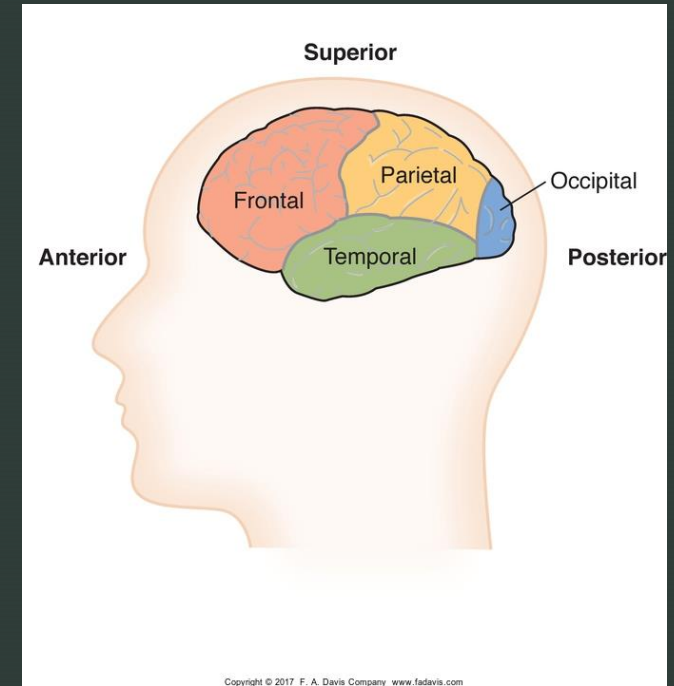 Superior
Parietal
Occipital
Frontal
Anterior
Temporal
Posterior
Copyright © 2017 F. A. Davis Company www.fadavis.com